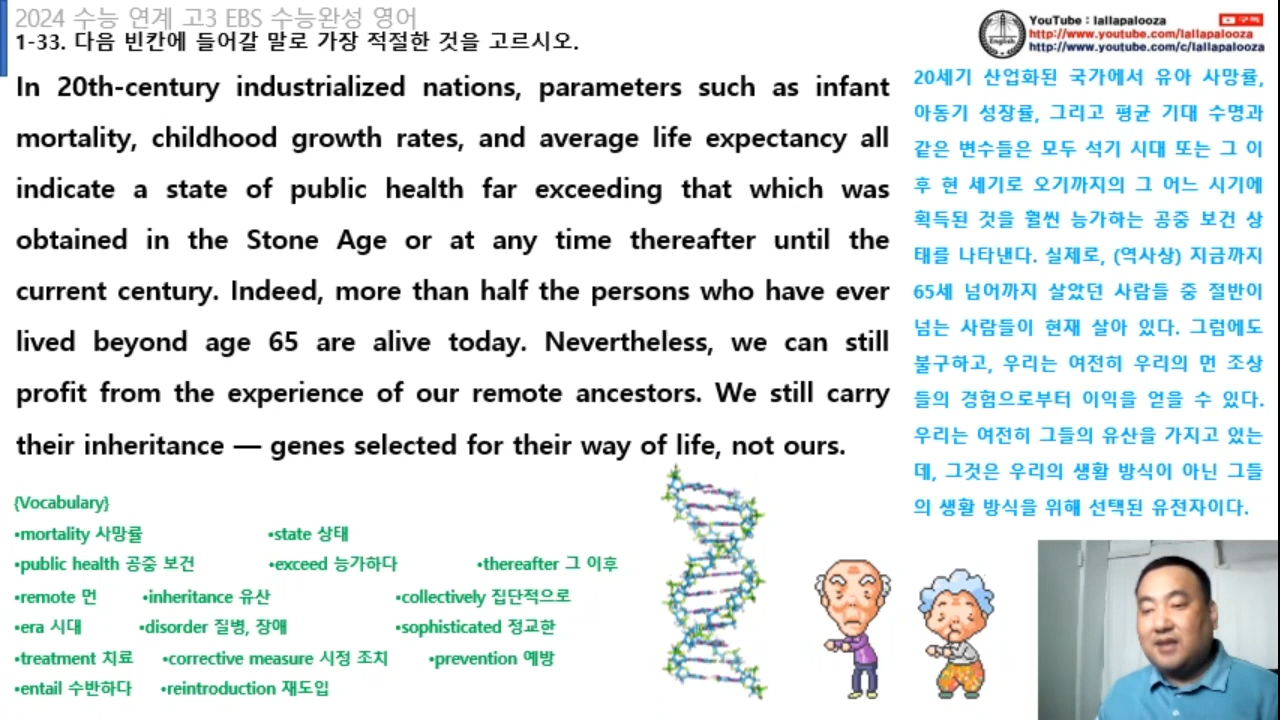 2024 수능 연계 고3 EBS 수능완성 영어
1-33. 다음 빈칸에 들어갈 말로 가장 적절한 것을 고르시오.
YouTube : lallapalooza
구독
http://www.youtube.com/lallapalooza
http://www.youtube.com/c/lallapalooza
English
In 20th-century industrialized nations, parameters such as infant
mortality, childhood growth rates, and average life expectancy all
indicate a state of public health far exceeding that which was
obtained in the Stone Age or at any time thereafter until the
current century. Indeed, more than half the persons who have ever
lived beyond age 65 are alive today. Nevertheless, we can still
profit from the experience of our remote ancestors. We still carry
their inheritance — genes selected for their way of life, not ours.
20세기 산업화된 국가에서 유아 사망률,
아동기 성장률, 그리고 평균 기대 수명과
같은 변수들은 모두 석기 시대 또는 그 이
후 현 세기로 오기까지의 그 어느 시기에
획득된 것을 훨씬 능가하는 공중 보건 상
태를 나타낸다. 실제로, (역사상) 지금까지
65세 넘어까지 살았던 사람들 중 절반이
넘는 사람들이 현재 살아 있다. 그럼에도
불구하고, 우리는 여전히 우리의 먼 조상
들의 경험으로부터 이익을 얻을 수 있다.
우리는 여전히 그들의 유산을 가지고 있는
데, 그것은 우리의 생활 방식이 아닌 그들
의 생활 방식을 위해 선택된 유전자이다.
{Vocabulary}
•mortality 사망률 •state 상태
•public health 공중 보건 •exceed 능가하다 •thereafter 그 이후
•remote 먼 •inheritance 유산 •collectively 집단적으로
•era 시대 •disorder 질병, 장애 •sophisticated 정교한
•treatment 치료 •corrective measure 시정 조치 •prevention 예방
•entail 수반하다 •reintroduction 재도입